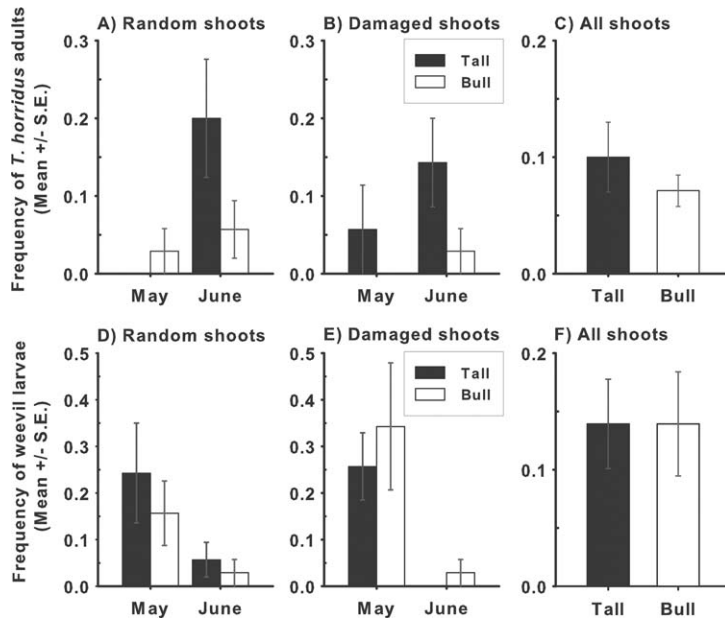 A) Random shoots
B) Damaged shoots
C) All shoots
Frequency of T. horridus adults
(Mean +/- S.E.)
0.3
0.2
0.1
0.0
May June
0.3
0.2
0.1
0.0
Tall
Bull
May June
0.2
0.1
0.0
Tall Bull
D) Random shoots
E) Damaged shoots
F) All shoots
Frequency of weevil larvae
(Mean +/- S.E.)
0.5
0.4
0.3
0.2
0.1
0.0
May June
0.5
0.4
0.3
0.2
0.1
0.0
Tall
Bull
May June
0.2
0.1
0.0
Tall Bull